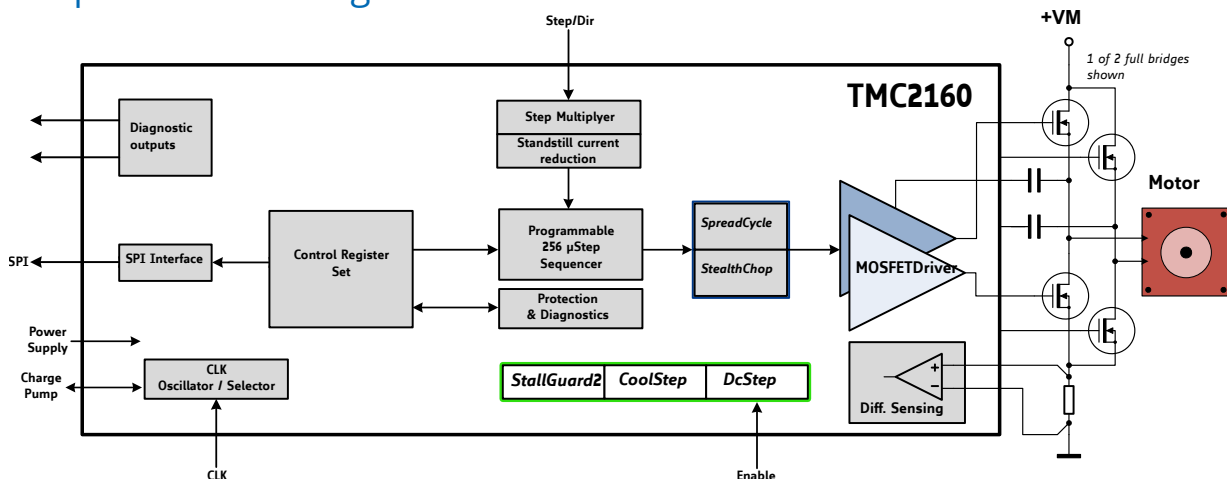 Step/Dir
+VM
1 of 2 full bridges
shown
TMC2160
Step Multiplyer
Standstill current
reduction
Diagnostic
outputs
Motor
SPI
SPI Interface
Control Register
Set
Programmable
256 µStep
Sequencer
SpreadCycle
StealthChop
MOSFETDriver
Protection
& Diagnostics
Power
Supply
Charge
Pump
CLK
Oscillator / Selector
StallGuard2
CoolStep
DcStep
+
−
Diff. Sensing
CLK
Enable